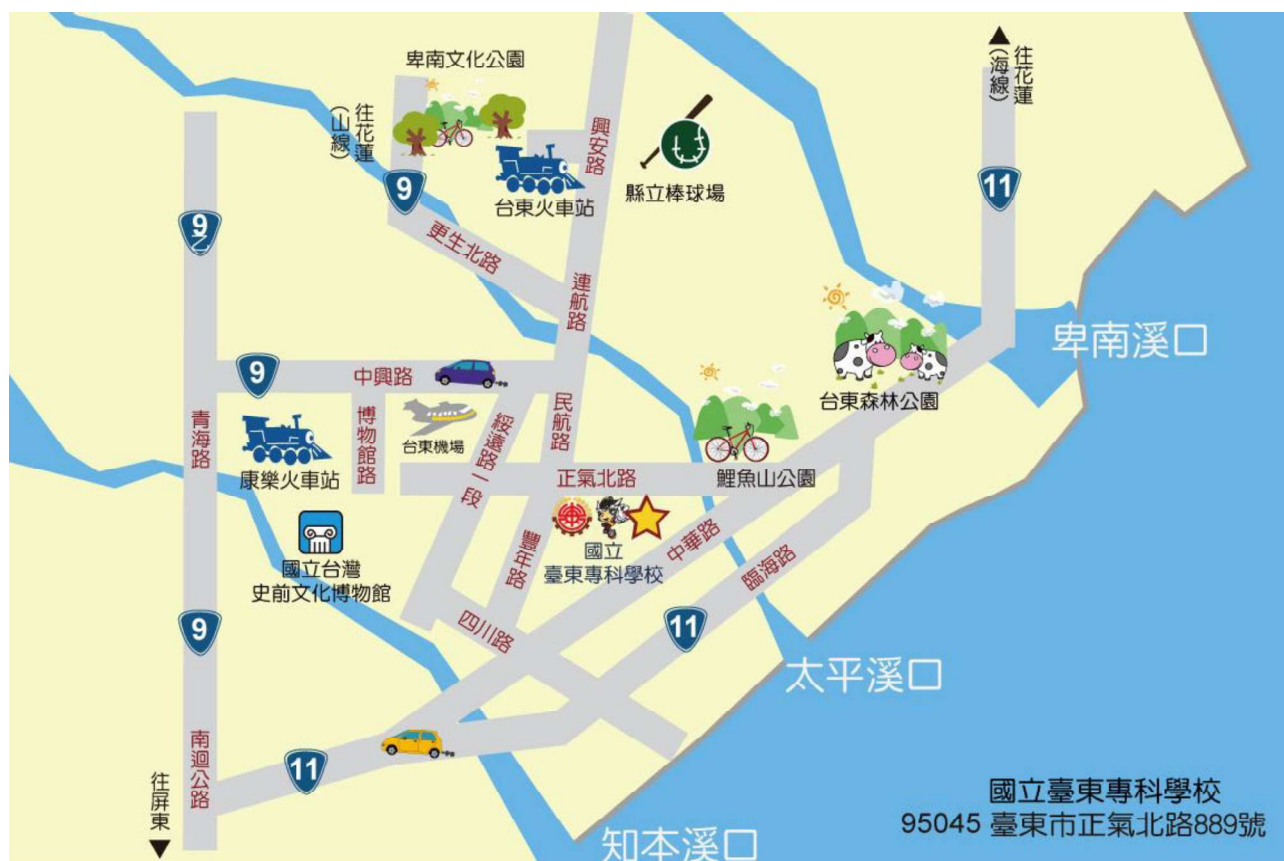 卑南文化公園
往花蓮
(山線)
往花蓮
(海線)
9
9乙
11
興安路
縣立棒球場
台東火車站
更生北路
連航路
卑南溪口
台東森林公園
9
中興路
青海路
博物館路
台東機場
康樂火車站
綏遠路一段
民航路
正氣北路
鯉魚山公園
國立台灣
史前文化博物館
豐年路
國立
臺東專科學校
中華路
臨海路
四川路
9
11
太平溪口
南迴公路
11
往屏東
知本溪口
國立臺東專科學校
95045 臺東市正氣北路889號